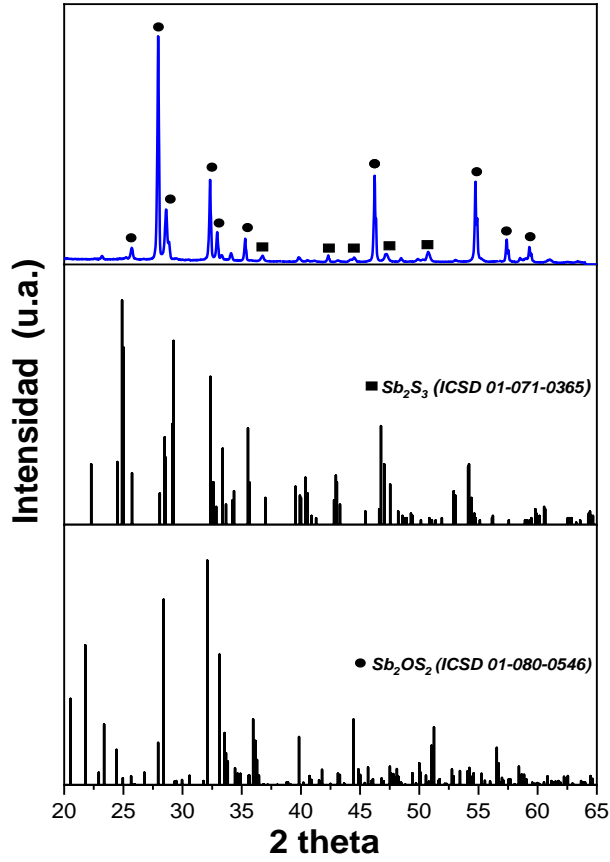 Intensidad (u.a.)
■ Sb₂S₃ (ICSD 01-071-0365)
● Sb₂OS₂ (ICSD 01-080-0546)
20 25 30 35 40 45 50 55 60 65
2 theta